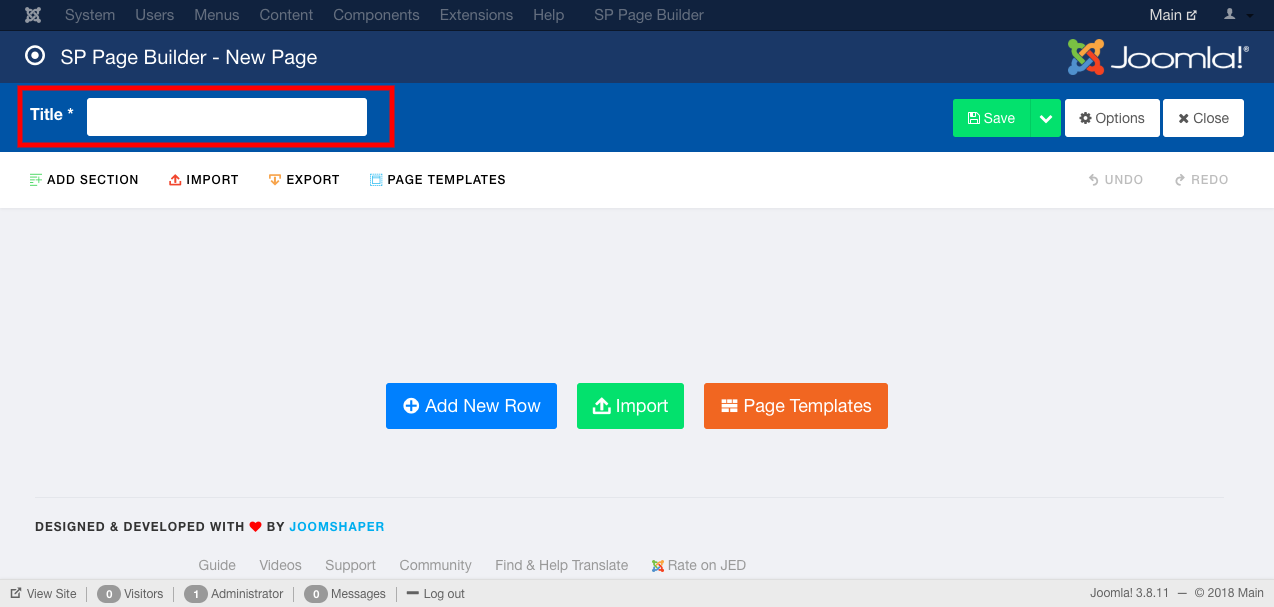 System Users Menus Content Components Extensions Help SP Page Builder Main
SP Page Builder - New Page Joomla!®
Title * Save Options Close
ADD SECTION IMPORT EXPORT PAGE TEMPLATES UNDO REDO
Add New Row Import Page Templates
DESIGNED & DEVELOPED WITH ❤ BY JOOMSHAPER
Guide Videos Support Community Find & Help Translate Rate on JED
View Site 0 Visitors 1 Administrator 0 Messages Log out Joomla! 3.8.11 — © 2018 Main